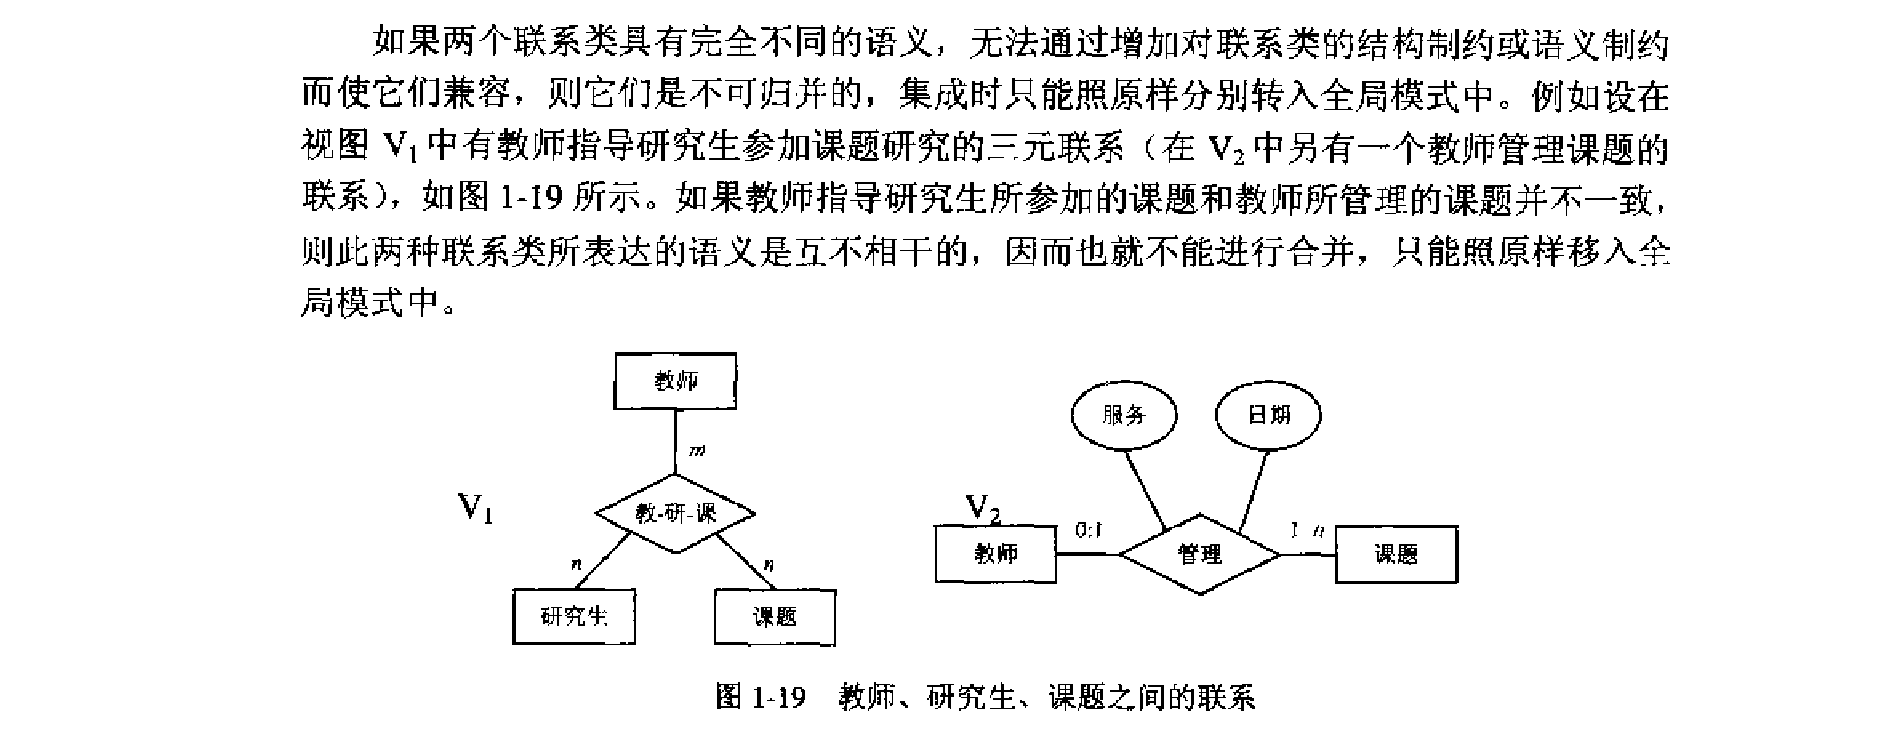 如果两个联系类具有完全不同的语义，无法通过增加对联系类的结构制约或语义制约
而使它们兼容，则它们是不可归并的，集成时只能照原样分别转入全局模式中。例如设在
视图 V₁中有教师指导研究生参加课题研究的三元联系（在 V₂中另有一个教师管理课题的
联系），如图 1-19 所示。如果教师指导研究生所参加的课题和教师所管理的课题并不一致，
则此两种联系类所表达的语义是互不相干的，因而也就不能进行合并，只能照原样移入全
局模式中。
教师
m
V₁
教-研-课
n
n
研究生
课题
服务
日期
V₂
教师
0:1
管理
1 n
课题
图 1-19 教师、研究生、课题之间的联系